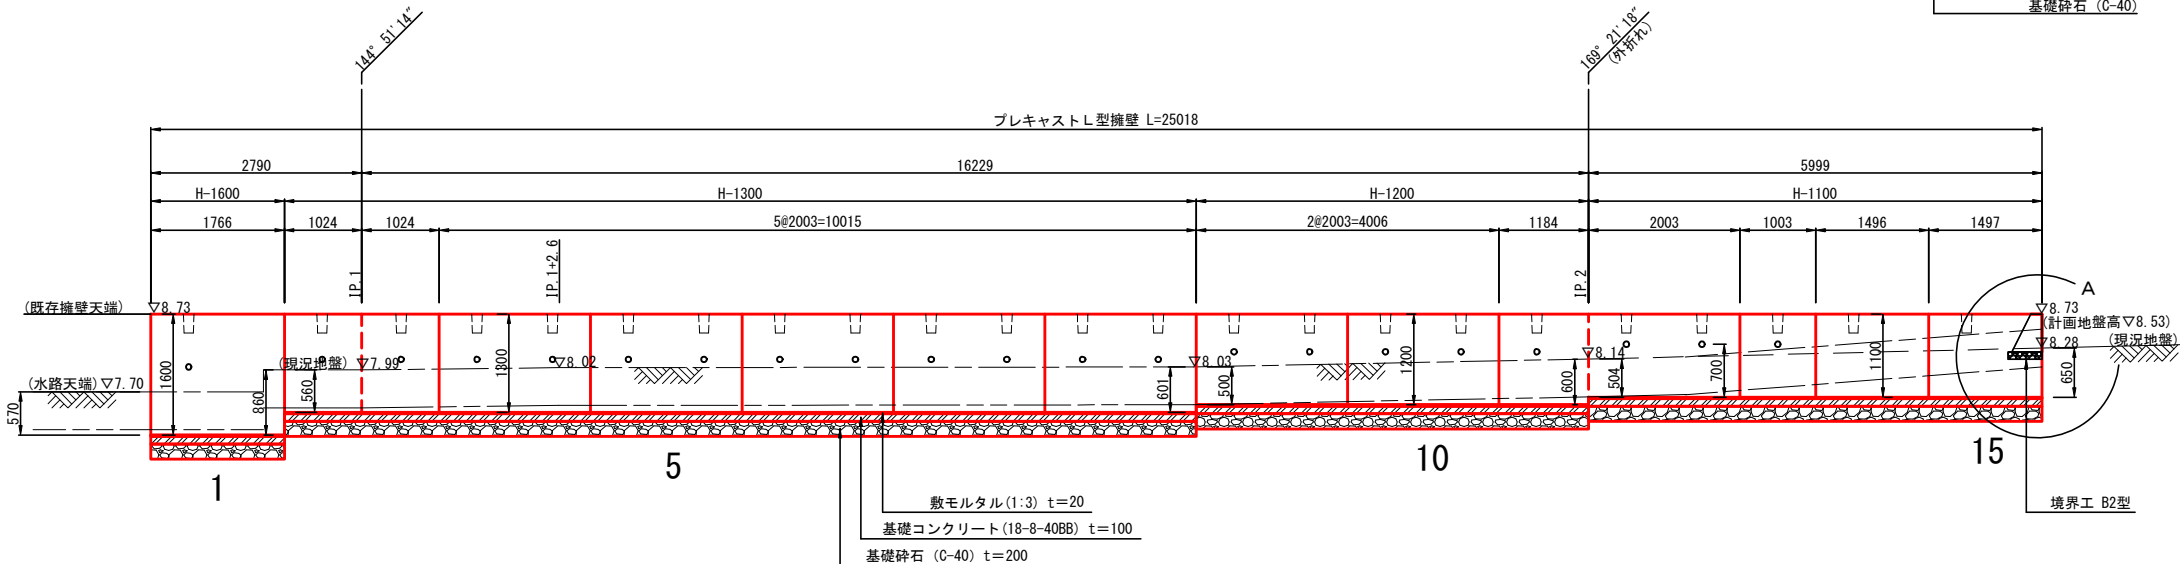 基礎砕石 (C-40)
144° 51′14″
169° 21′18″
(外折れ)
プレキャストL型擁壁 L=25018
2790
16229
5999
H-1600
H-1300
H-1200
H-1100
1766
1024
1024
5@2003=10015
2@2003=4006
1184
2003
1003
1496
1497
IP.1
IP.1+2.6
IP.2
A
(既存擁壁天端)
▽8.73
▽8.73
(計画地盤高▽8.53)
▽8.28
(現況地盤)
(現況地盤)
▽7.99
▽8.02
▽8.03
▽8.14
(水路天端)▽7.70
570
1600
860
560
1300
601
500
1200
600
504
700
1100
650
1
5
10
15
敷モルタル(1:3) t=20
基礎コンクリート(18-8-40BB) t=100
基礎砕石 (C-40) t=200
境界工 B2型